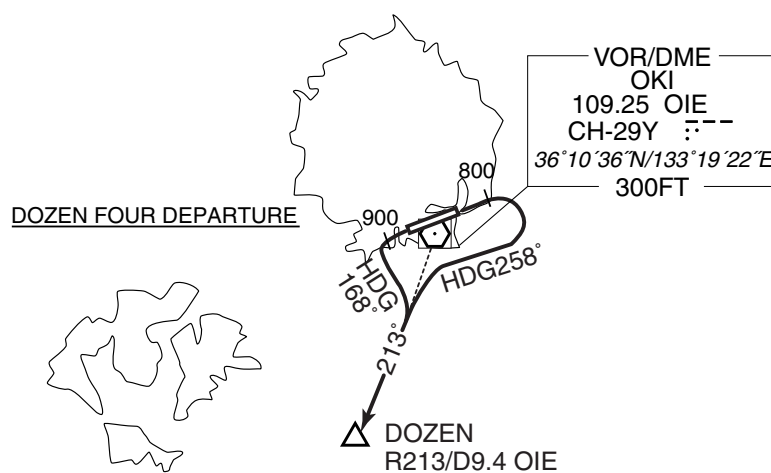 VOR/DME
OKI
109.25 OIE
CH-29Y
36°10´36˝N/133°19´22˝E
300FT
800
DOZEN FOUR DEPARTURE
900
HDG
168°
HDG258°
213°
DOZEN
R213/D9.4 OIE